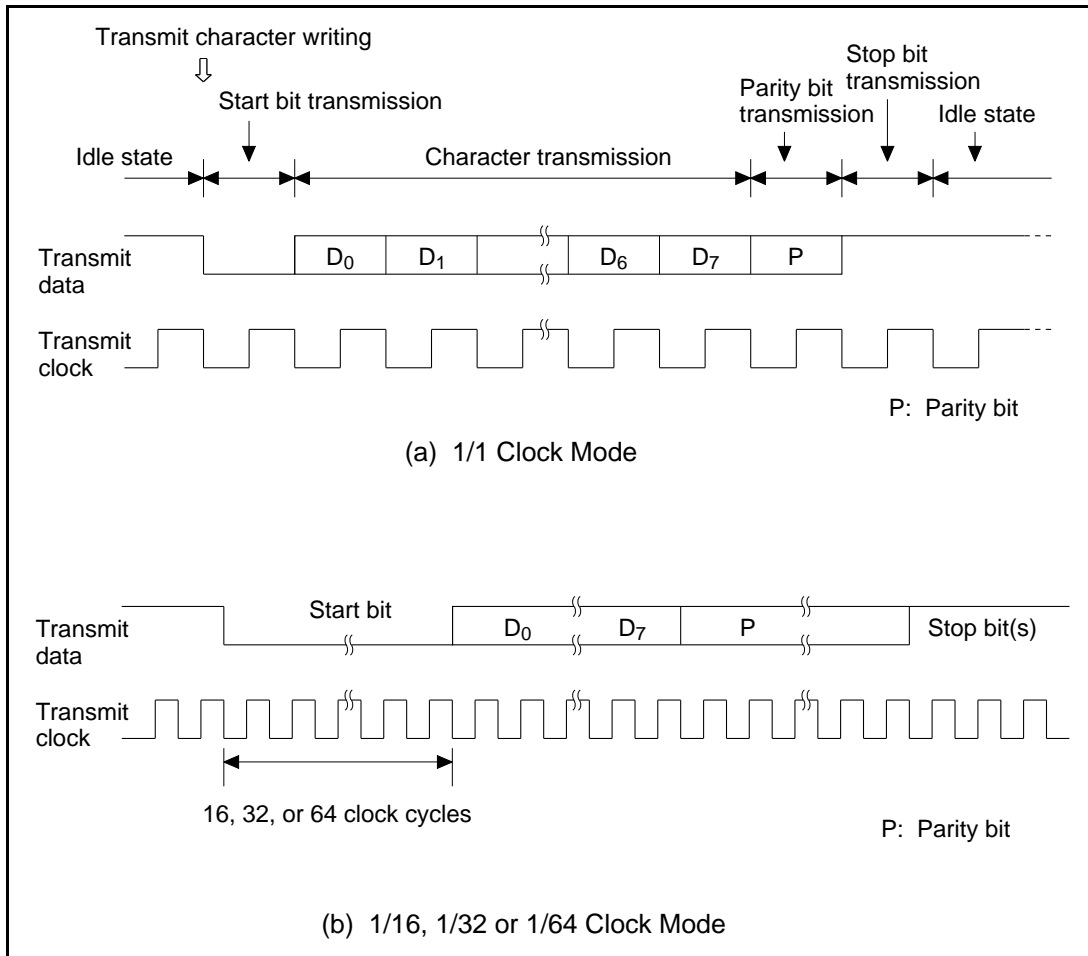 Transmit character writing
Start bit transmission
Parity bit
transmission
Stop bit
transmission
Idle state
Idle state
Character transmission
Transmit
data
D0 D1 D6 D7 P
Transmit
clock
P: Parity bit
(a) 1/1 Clock Mode
Transmit
data
Start bit D0 D7 P Stop bit(s)
Transmit
clock
16, 32, or 64 clock cycles
P: Parity bit
(b) 1/16, 1/32 or 1/64 Clock Mode